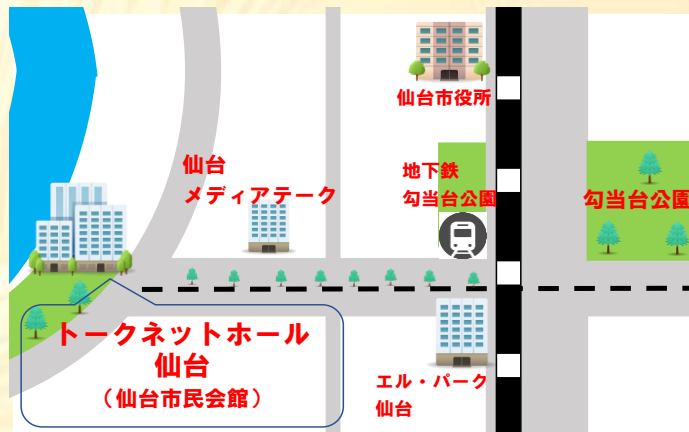 仙台市役所
仙台
メディアテーク
地下鉄
勾当台公園
勾当台公園
トークネットホール
仙台
（仙台市民会館）
エル・パーク
仙台